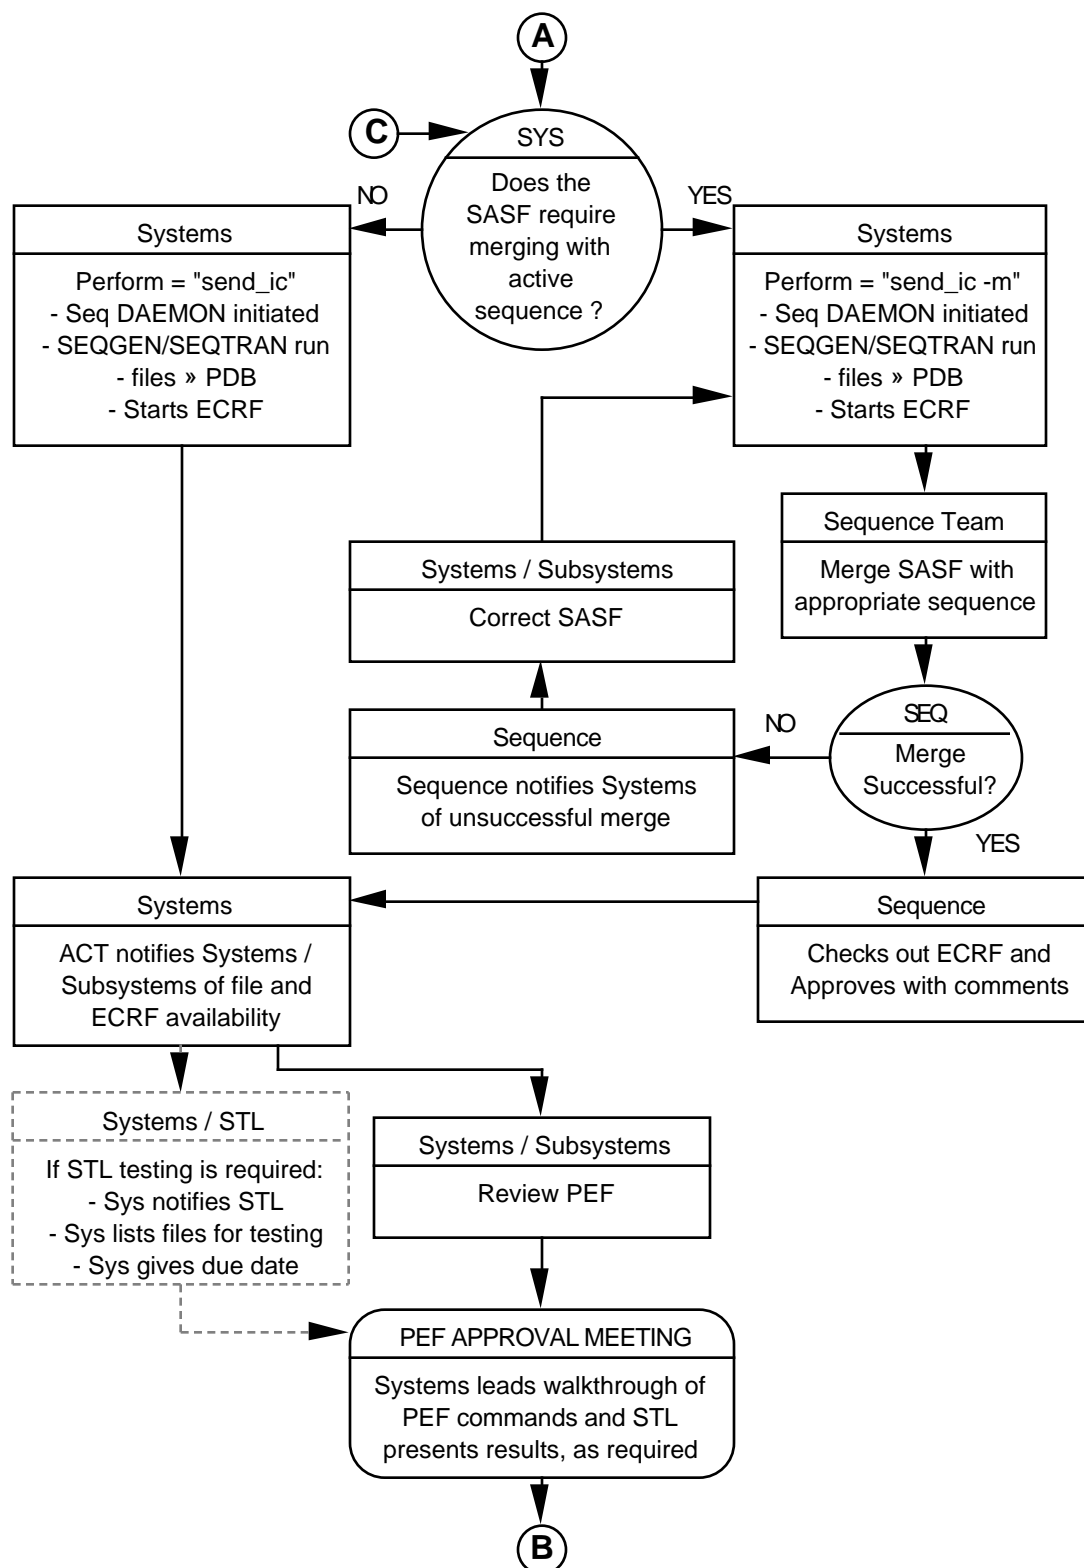 A
C
SYS
Does the
SASF require
merging with
active
sequence ?
NO
YES
Systems
Perform = "send_ic"
- Seq DAEMON initiated
- SEQGEN/SEQTRAN run
- files » PDB
- Starts ECRF
Systems
Perform = "send_ic -m"
- Seq DAEMON initiated
- SEQGEN/SEQTRAN run
- files » PDB
- Starts ECRF
Sequence Team
Merge SASF with
appropriate sequence
Systems / Subsystems
Correct SASF
SEQ
Merge
Successful?
NO
YES
Sequence
Sequence notifies Systems
of unsuccessful merge
Systems
ACT notifies Systems /
Subsystems of file and
ECRF availability
Sequence
Checks out ECRF and
Approves with comments
Systems / STL
If STL testing is required:
- Sys notifies STL
- Sys lists files for testing
- Sys gives due date
Systems / Subsystems
Review PEF
PEF APPROVAL MEETING
Systems leads walkthrough of
PEF commands and STL
presents results, as required
B